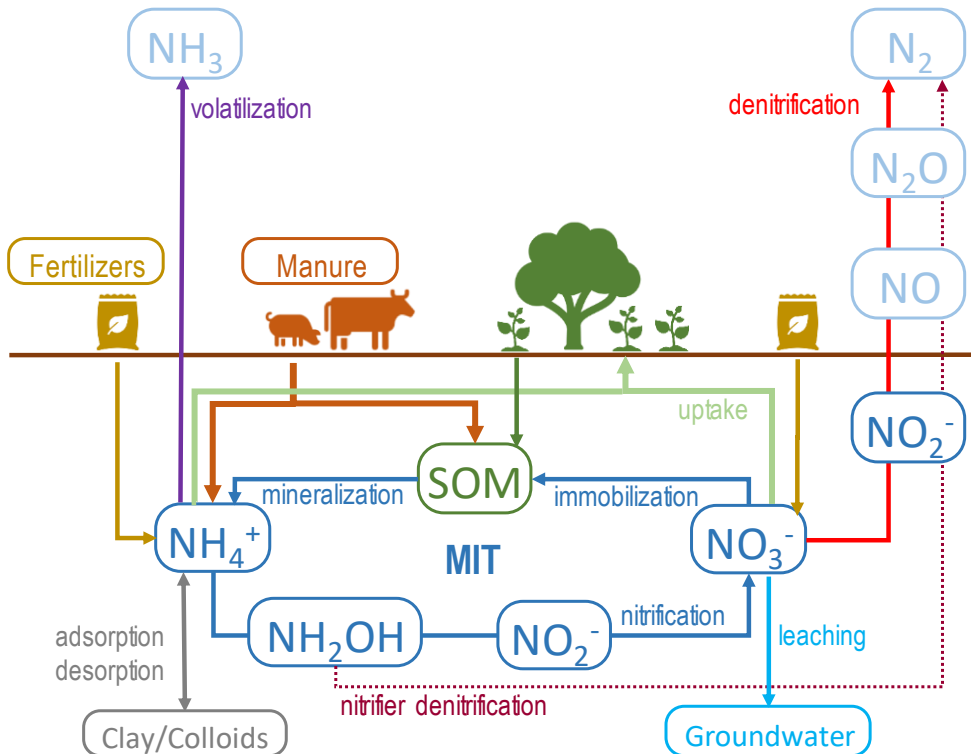 NH₃
N₂
volatilization
denitrification
N₂O
Fertilizers
Manure
NO
uptake
NO₂⁻
SOM
mineralization
immobilization
NH₄⁺
NO₃⁻
MIT
nitrification
NH₂OH
NO₂⁻
adsorption
desorption
leaching
nitrifier denitrification
Clay/Colloids
Groundwater